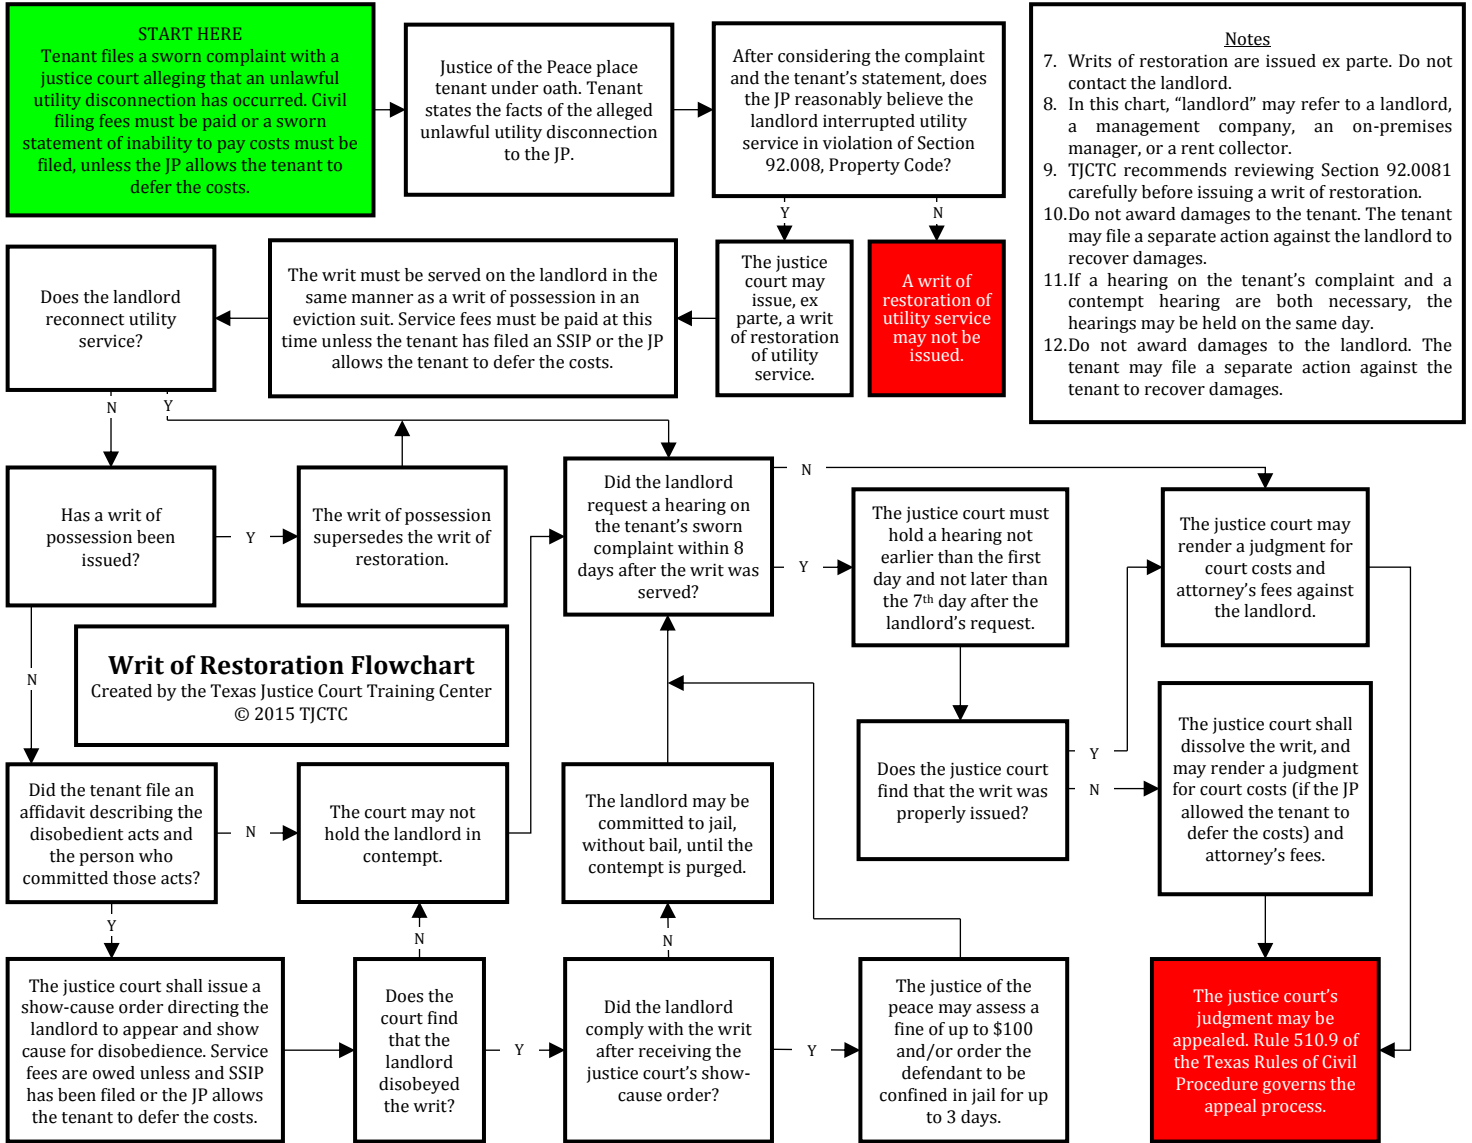 START HERE
Tenant files a sworn complaint with a
justice court alleging that an unlawful
utility disconnection has occurred. Civil
filing fees must be paid or a sworn
statement of inability to pay costs must be
filed, unless the JP allows the tenant to
defer the costs.
Justice of the Peace place
tenant under oath. Tenant
states the facts of the alleged
unlawful utility disconnection
to the JP.
After considering the complaint
and the tenant’s statement, does
the JP reasonably believe the
landlord interrupted utility
service in violation of Section
92.008, Property Code?
Y
N
Notes
7. Writs of restoration are issued ex parte. Do not
contact the landlord.
8. In this chart, “landlord” may refer to a landlord,
a management company, an on-premises
manager, or a rent collector.
9. TJCTC recommends reviewing Section 92.0081
carefully before issuing a writ of restoration.
10.Do not award damages to the tenant. The tenant
may file a separate action against the landlord to
recover damages.
11.If a hearing on the tenant’s complaint and a
contempt hearing are both necessary, the
hearings may be held on the same day.
12.Do not award damages to the landlord. The
tenant may file a separate action against the
tenant to recover damages.
Does the landlord
reconnect utility
service?
The writ must be served on the landlord in the
same manner as a writ of possession in an
eviction suit. Service fees must be paid at this
time unless the tenant has filed an SSIP or the JP
allows the tenant to defer the costs.
The justice
court may
issue, ex
parte, a writ
of restoration
of utility
service.
A writ of
restoration of
utility service
may not be
issued.
N
Y
Has a writ of
possession been
issued?
Y
The writ of possession
supersedes the writ of
restoration.
Did the landlord
request a hearing on
the tenant’s sworn
complaint within 8
days after the writ was
served?
N
Y
The justice court must
hold a hearing not
earlier than the first
day and not later than
the 7th day after the
landlord’s request.
The justice court may
render a judgment for
court costs and
attorney’s fees against
the landlord.
N
Writ of Restoration Flowchart
Created by the Texas Justice Court Training Center
© 2015 TJCTC
Does the justice court
find that the writ was
properly issued?
Y
N
The justice court shall
dissolve the writ, and
may render a judgment
for court costs (if the JP
allowed the tenant to
defer the costs) and
attorney’s fees.
Did the tenant file an
affidavit describing the
disobedient acts and
the person who
committed those acts?
N
The court may not
hold the landlord in
contempt.
The landlord may be
committed to jail,
without bail, until the
contempt is purged.
Y
N
N
The justice court shall issue a
show-cause order directing the
landlord to appear and show
cause for disobedience. Service
fees are owed unless and SSIP
has been filed or the JP allows
the tenant to defer the costs.
Does the
court find
that the
landlord
disobeyed
the writ?
Y
Did the landlord
comply with the writ
after receiving the
justice court’s show-
cause order?
Y
The justice of the
peace may assess a
fine of up to $100
and/or order the
defendant to be
confined in jail for up
to 3 days.
The justice court’s
judgment may be
appealed. Rule 510.9 of
the Texas Rules of Civil
Procedure governs the
appeal process.